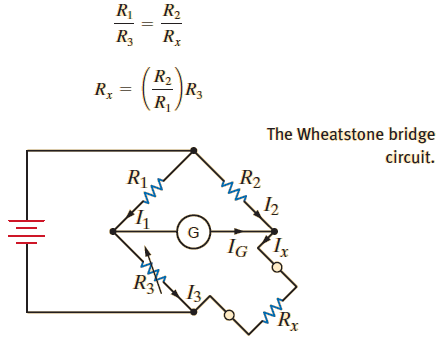 R₁/R₃ = R₂/Rₓ
Rₓ = (R₂/R₁) R₃
The Wheatstone bridge
circuit.
R₁ R₂
I₂
I₁ G
I_G Iₓ
R₃ I₃
Rₓ